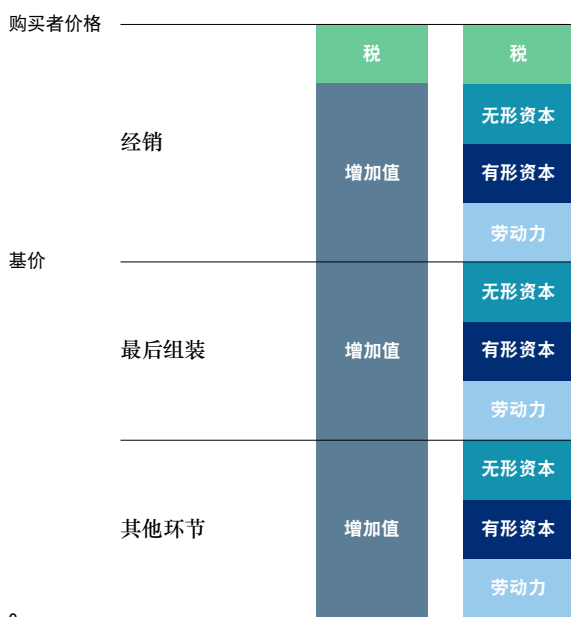 购买者价格
税 税
无形资本
经销
增加值 有形资本
劳动力
基价
无形资本
最后组装 增加值 有形资本
劳动力
无形资本
其他环节 增加值 有形资本
劳动力
0